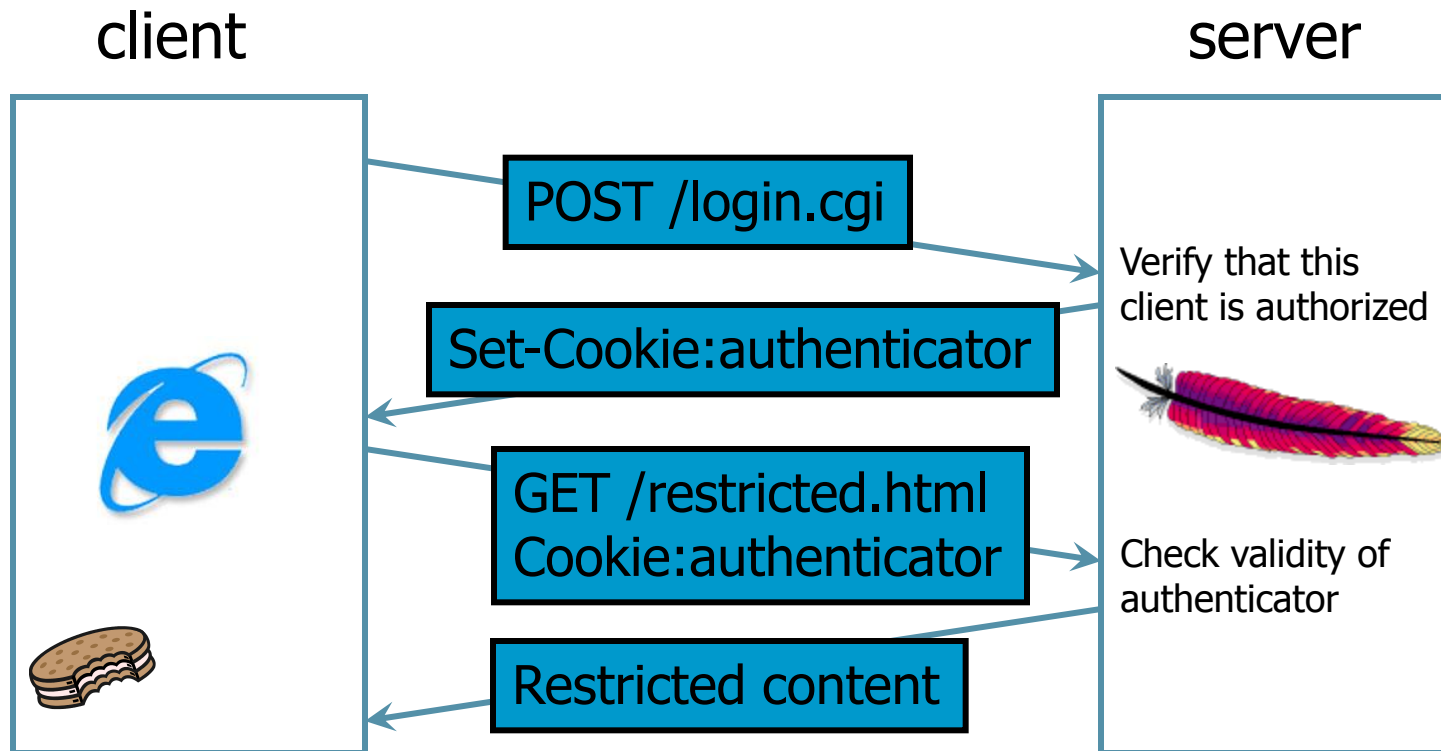 client
server
POST /login.cgi
Verify that this
client is authorized
Set-Cookie:authenticator
GET /restricted.html
Cookie:authenticator
Check validity of
authenticator
Restricted content